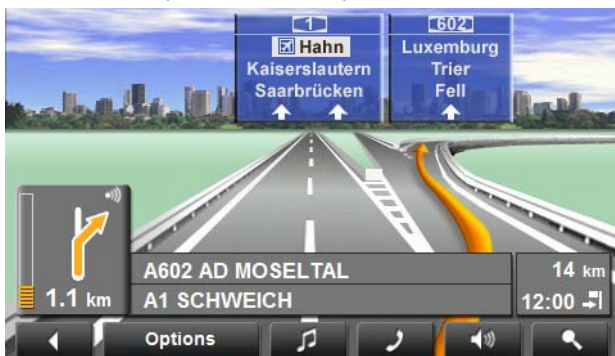 1
Hahn
Kaiserslautern
Saarbrücken
602
Luxemburg
Trier
Fell
A602 AD MOSELTAL
A1 SCHWEICH
1.1 km
14 km
12:00
Options